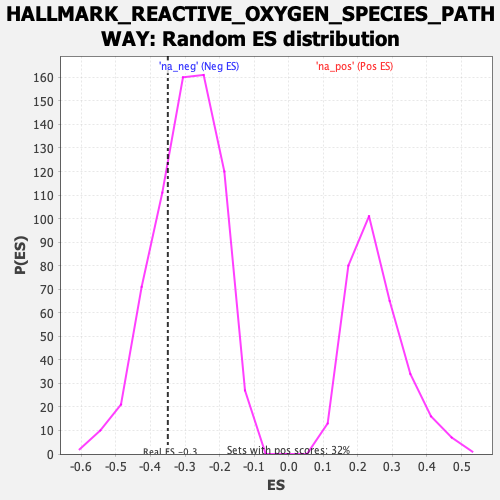 HALLMARK_REACTIVE_OXYGEN_SPECIES_PATH
WAY: Random ES distribution
'na_neg' (Neg ES)
'na_pos' (Pos ES)
160
150
140
130
120
110
100
90
80
70
60
50
40
30
20
10
0
P(ES)
Real ES -0.3
Sets with pos scores: 32%
-0.6 -0.5 -0.4 -0.3 -0.2 -0.1 0.0 0.1 0.2 0.3 0.4 0.5
ES